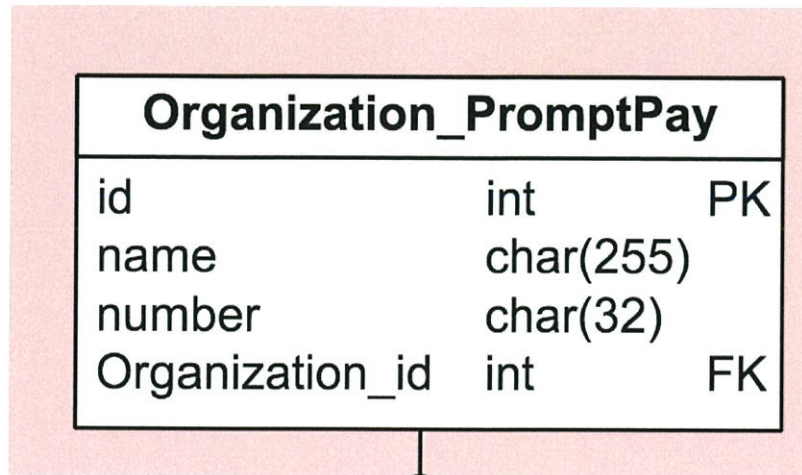 Organization_PromptPay
id int PK
name char(255)
number char(32)
Organization_id int FK